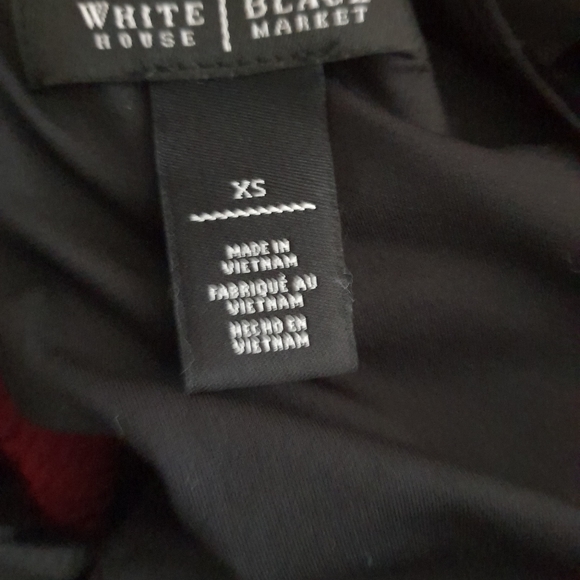 WHITE | BLACK
HOUSE | MARKET
XS
MADE IN
VIETNAM
FABRIQUÉ AU
VIETNAM
HECHO EN
VIETNAM